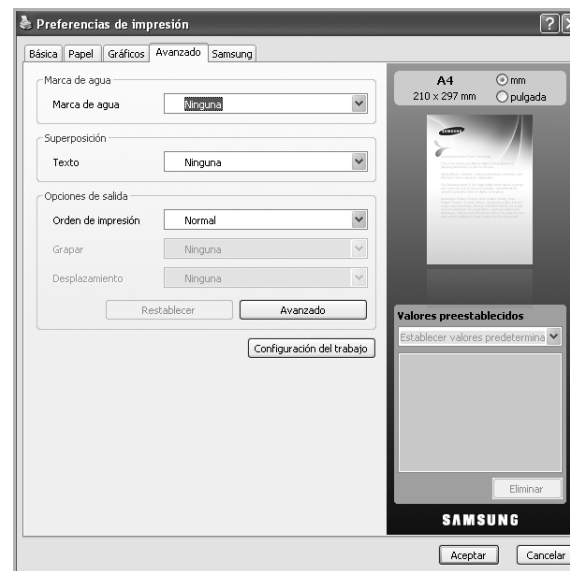 Preferencias de impresión
Básica Papel Gráficos Avanzado Samsung
Marca de agua
Marca de agua Ninguna
Superposición
Texto Ninguna
Opciones de salida
Orden de impresión Normal
Grapar Ninguna
Desplazamiento Ninguna
Restablecer Avanzado
Configuración del trabajo
A4 mm
210 x 297 mm pulgada
SAMSUNG
Valores preestablecidos
Establecer valores predetermina
Eliminar
SAMSUNG
Aceptar Cancelar